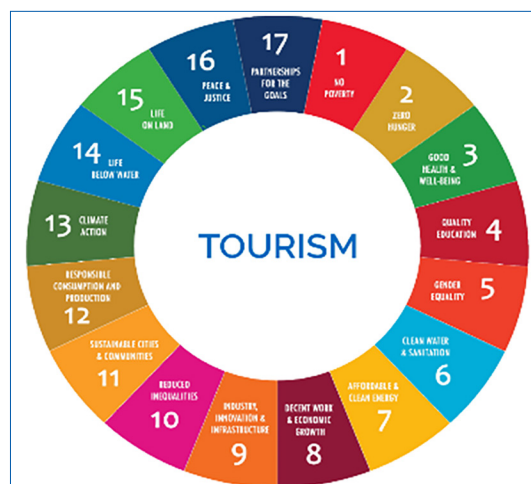 17
PARTNERSHIPS
FOR THE
GOALS
1
NO
POVERTY
2
ZERO
HUNGER
3
GOOD
HEALTH &
WELL-BEING
4
QUALITY
EDUCATION
5
GENDER
EQUALITY
6
CLEAN WATER
& SANITATION
7
AFFORDABLE &
CLEAN ENERGY
8
DECENT WORK
& ECONOMIC
GROWTH
9
INDUSTRY,
INNOVATION &
INFRASTRUCTURE
10
REDUCED
INEQUALITIES
11
SUSTAINABLE CITIES
& COMMUNITIES
12
RESPONSIBLE
CONSUMPTION AND
PRODUCTION
13
CLIMATE
ACTION
14
LIFE
BELOW WATER
15
LIFE
ON LAND
16
PEACE &
JUSTICE
TOURISM